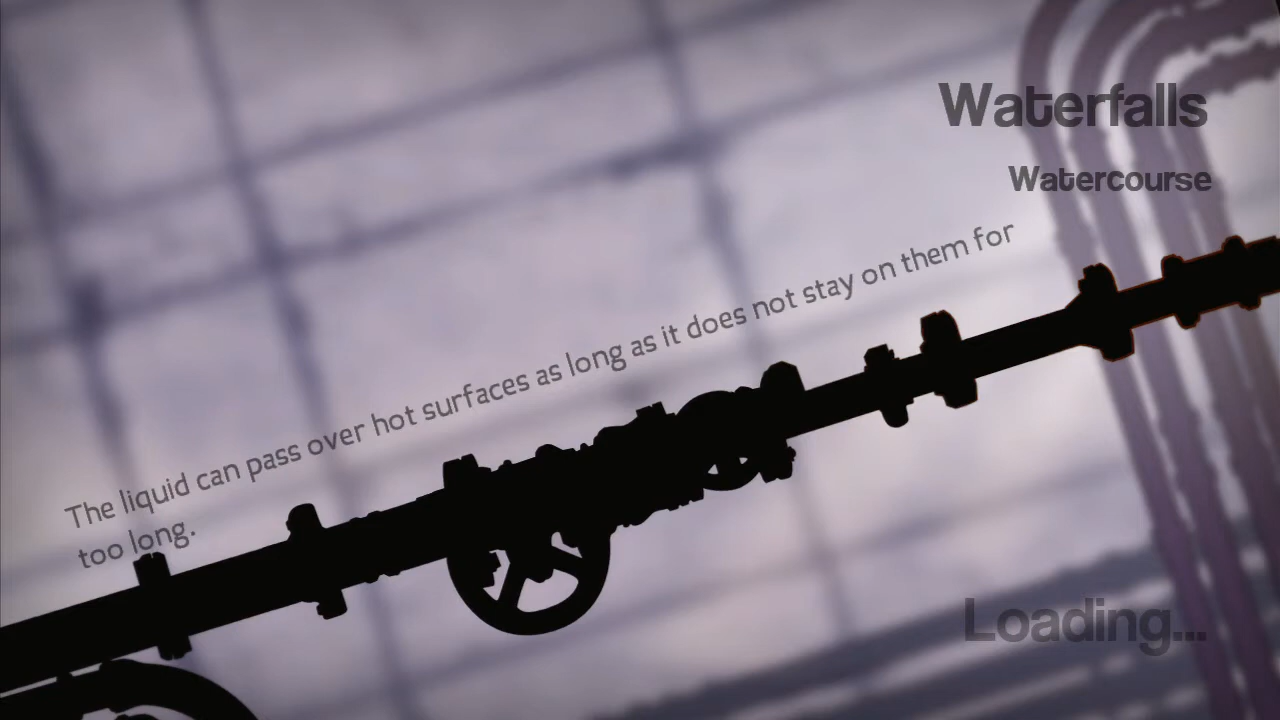 Waterfalls
Watercourse
The liquid can pass over hot surfaces as long as it does not stay on them for
too long.
Loading...